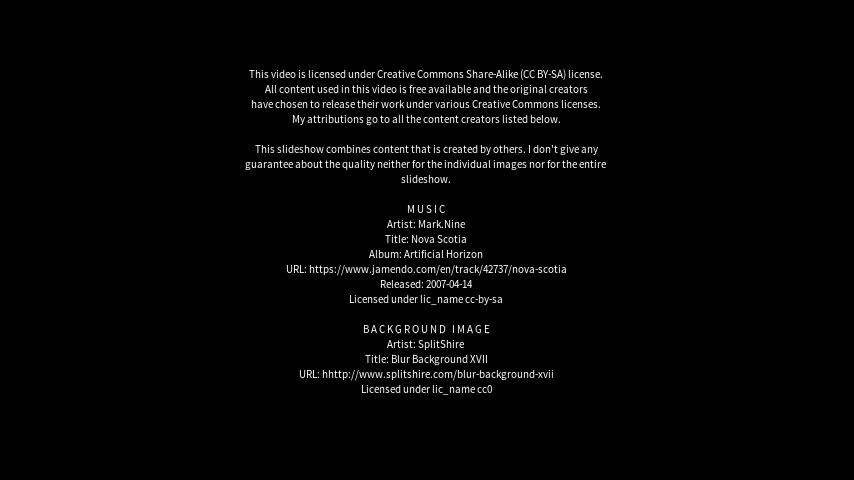 This video is licensed under Creative Commons Share-Alike (CC BY-SA) license.
All content used in this video is free available and the original creators
have chosen to release their work under various Creative Commons licenses.
My attributions go to all the content creators listed below.
This slideshow combines content that is created by others. I don't give any
guarantee about the quality neither for the individual images nor for the entire
slideshow.
MUSIC
Artist: Mark.Nine
Title: Nova Scotia
Album: Artificial Horizon
URL: https://www.jamendo.com/en/track/42737/nova-scotia
Released: 2007-04-14
Licensed under lic_name cc-by-sa
BACKGROUND IMAGE
Artist: SplitShire
Title: Blur Background XVII
URL: hhttp://www.splitshire.com/blur-background-xvii
Licensed under lic_name cc0